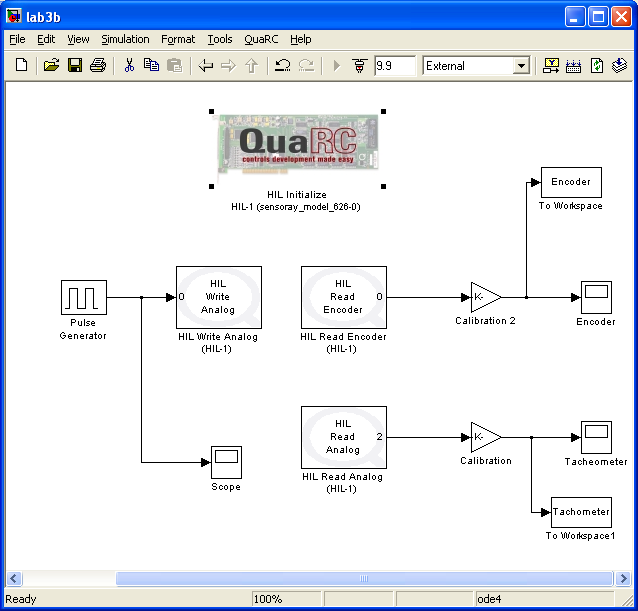 lab3b
File Edit View Simulation Format Tools QuaRC Help
9.9 External
QuaRC
controls development made easy
HIL Initialize
HIL-1 (sensoray_model_626-0)
Encoder
To Workspace
0
HIL
Write
Analog
HIL
Read
Encoder
0
K-
Pulse
Generator
HIL Write Analog
(HIL-1)
HIL Read Encoder
(HIL-1)
Calibration 2
Encoder
HIL
Read
Analog
2
K-
Scope
HIL Read Analog
(HIL-1)
Calibration
Tacheometer
Tachometer
To Workspace1
Ready 100% ode4